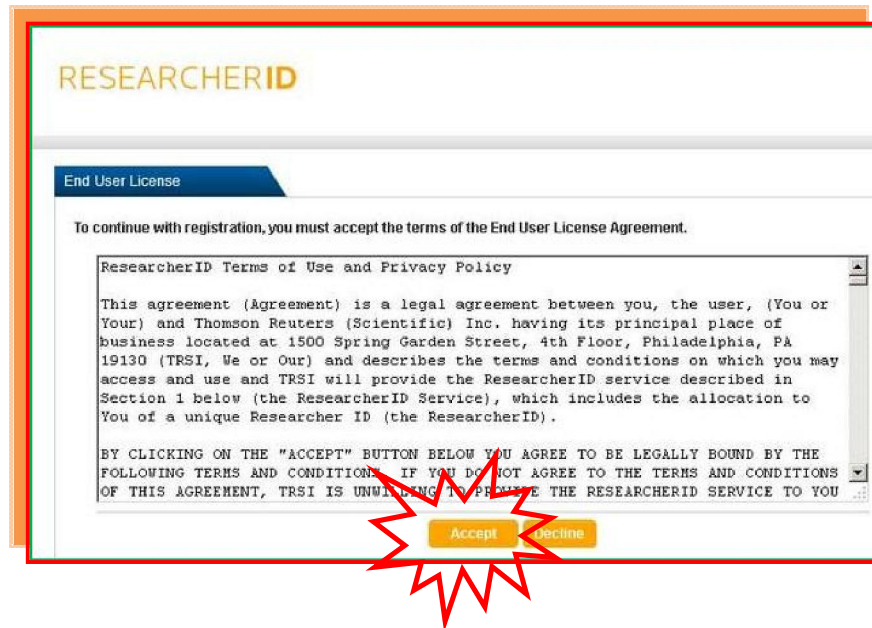 RESEARCHERID
End User License
To continue with registration, you must accept the terms of the End User License Agreement.
ResearcherID Terms of Use and Privacy Policy
This agreement (Agreement) is a legal agreement between you, the user, (You or
Your) and Thomson Reuters (Scientific) Inc. having its principal place of
business located at 1500 Spring Garden Street, 4th Floor, Philadelphia, PA
19130 (TRSI, We or Our) and describes the terms and conditions on which you may
access and use and TRSI will provide the ResearcherID service described in
Section 1 below (the ResearcherID Service), which includes the allocation to
You of a unique Researcher ID (the ResearcherID).
BY CLICKING ON THE "ACCEPT" BUTTON BELOW YOU AGREE TO BE LEGALLY BOUND BY THE
FOLLOWING TERMS AND CONDITIONS. IF YOU DO NOT AGREE TO THE TERMS AND CONDITIONS
OF THIS AGREEMENT, TRSI IS UNWILLING TO PROVIDE THE RESEARCHERID SERVICE TO YOU
Accept Decline